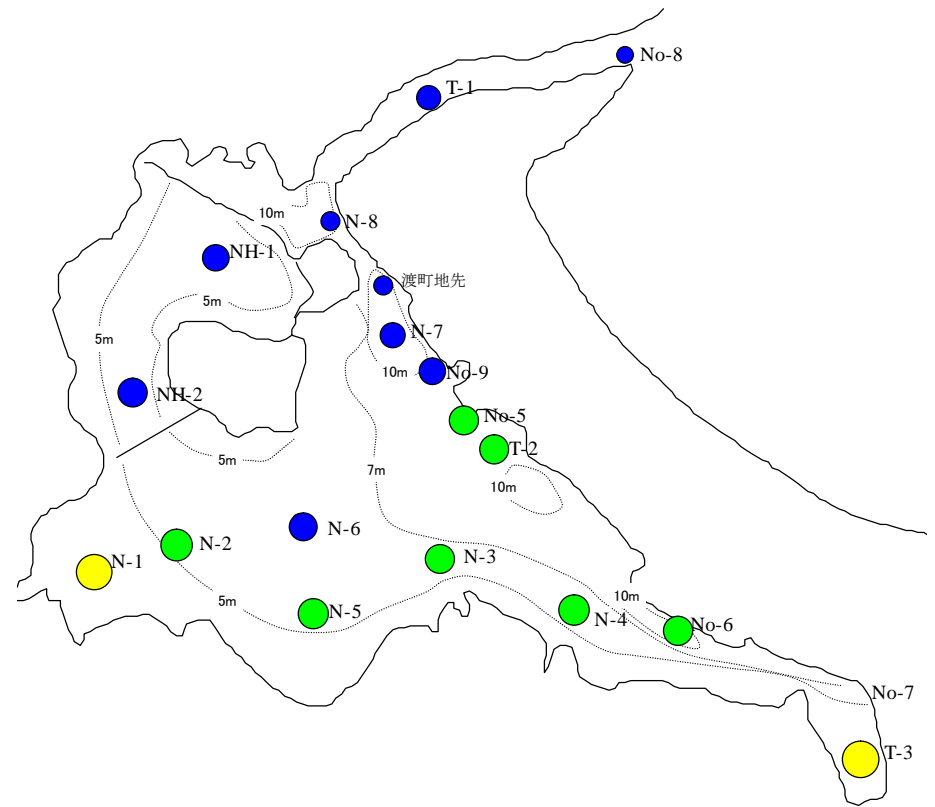 No-8
T-1
10m
N-8
NH-1
渡町地先
5m
5m
N-7
10m
No-9
NH-2
No-5
T-2
5m
7m
10m
N-6
N-2
N-3
N-1
10m
5m
N-5
N-4
No-6
No-7
T-3